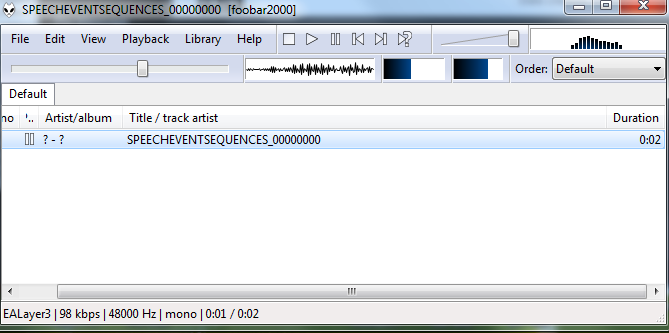 SPEECHEVENTSEQUENCES_00000000 [foobar2000]
File Edit View Playback Library Help
Order: Default
Default
no '.. Artist/album Title / track artist Duration
? - ? SPEECHEVENTSEQUENCES_00000000 0:02
EALayer3 | 98 kbps | 48000 Hz | mono | 0:01 / 0:02